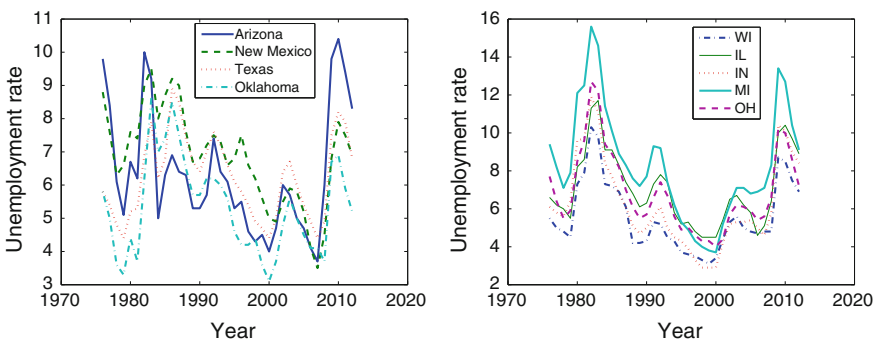 11
10
9
8
7
6
5
4
3
Unemployment rate
1970 1980 1990 2000 2010 2020
Year
Arizona
New Mexico
Texas
Oklahoma
16
14
12
10
8
6
4
2
Unemployment rate
1970 1980 1990 2000 2010 2020
Year
WI
IL
IN
MI
OH